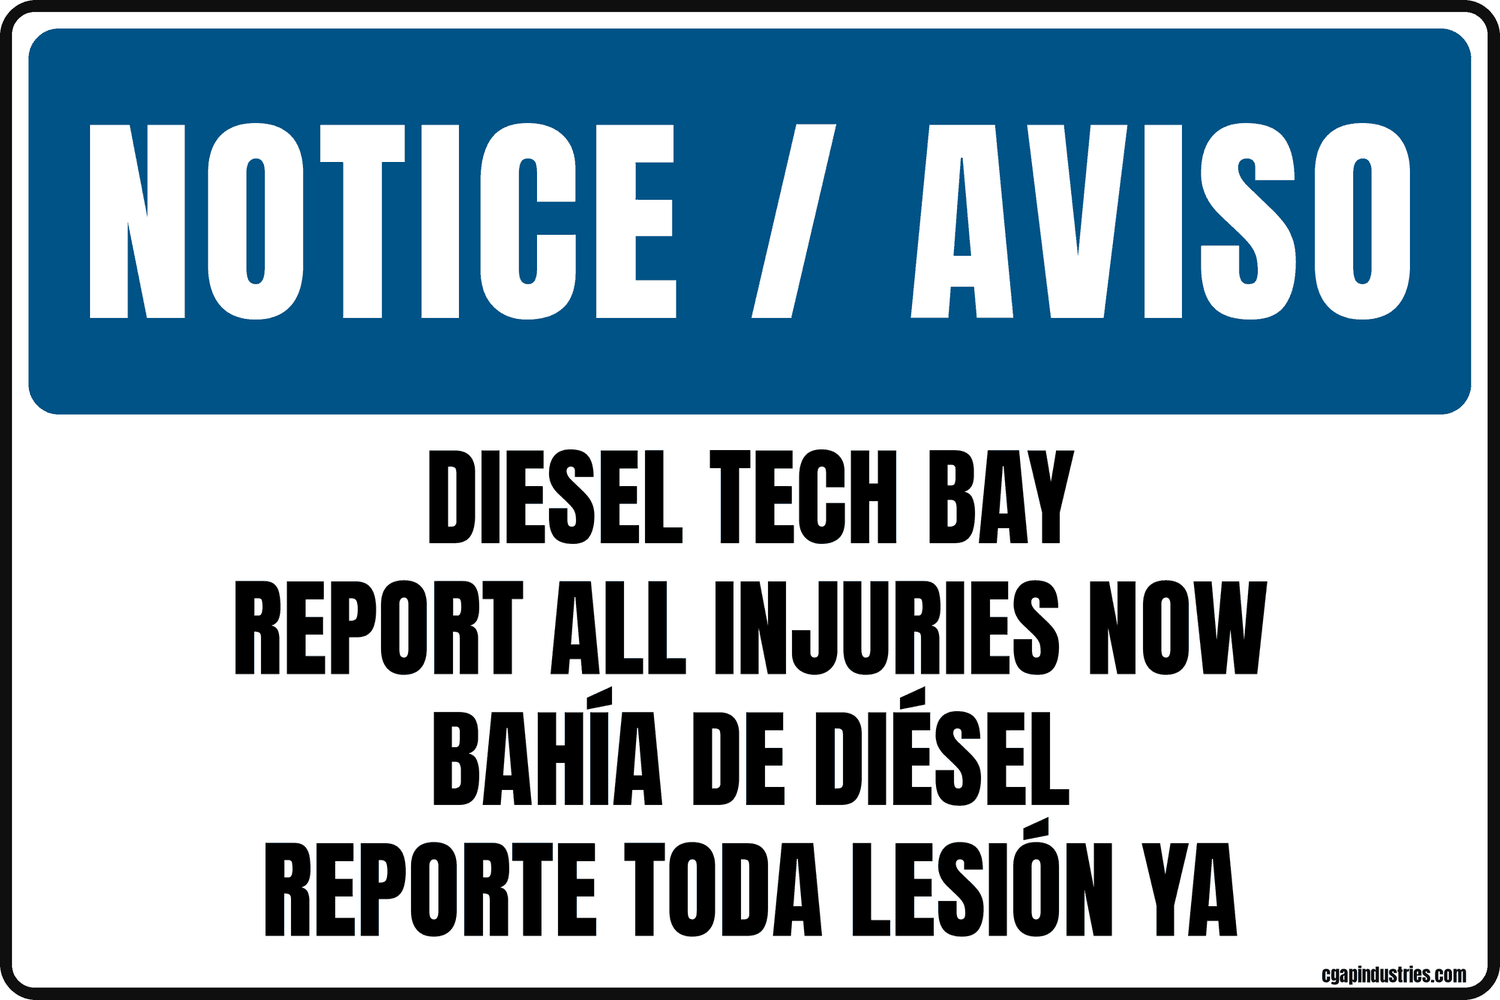 NOTICE / AVISO
DIESEL TECH BAY
REPORT ALL INJURIES NOW
BAHÍA DE DIÉSEL
REPORTE TODA LESIÓN YA
cgapindustries.com